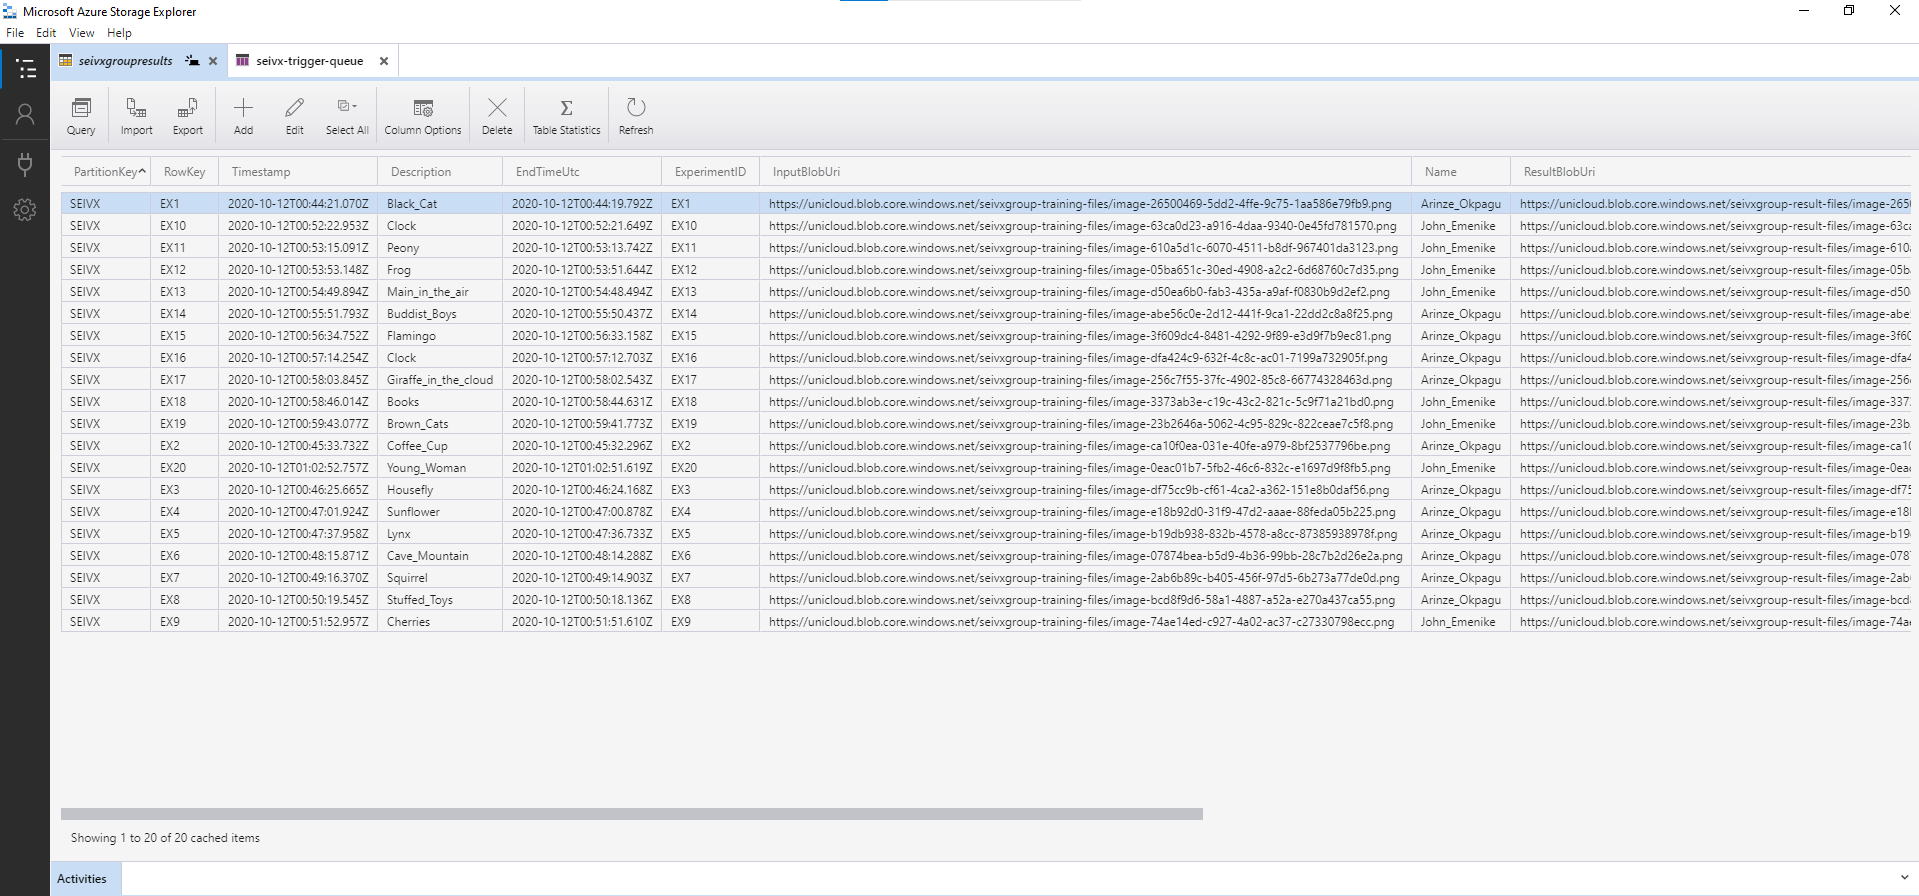 Microsoft Azure Storage Explorer
File Edit View Help
seivxgroupresults seivx-trigger-queue
Query Import Export Add Edit Select All Column Options Delete Table Statistics Refresh
PartitionKey RowKey Timestamp Description EndTimeUtc ExperimentID InputBlobUri Name ResultBlobUri
SEIVX EX1 2020-10-12T00:44:21.070Z Black_Cat 2020-10-12T00:44:19.792Z EX1 https://unicloud.blob.core.windows.net/seivxgroup-training-files/image-26500469-5dd2-4ffe-9c75-1aa586e79fb9.png Arinze_Okpagu https://unicloud.blob.core.windows.net/seivxgroup-result-files/image-265
SEIVX EX10 2020-10-12T00:52:22.953Z Clock 2020-10-12T00:52:21.649Z EX10 https://unicloud.blob.core.windows.net/seivxgroup-training-files/image-63ca0d23-a916-4daa-9340-0e45fd781570.png John_Emenike https://unicloud.blob.core.windows.net/seivxgroup-result-files/image-63ca
SEIVX EX11 2020-10-12T00:53:15.091Z Peony 2020-10-12T00:53:13.742Z EX11 https://unicloud.blob.core.windows.net/seivxgroup-training-files/image-610a5d1c-6070-4511-b8df-967401da3123.png John_Emenike https://unicloud.blob.core.windows.net/seivxgroup-result-files/image-610a
SEIVX EX12 2020-10-12T00:53:53.148Z Frog 2020-10-12T00:53:51.644Z EX12 https://unicloud.blob.core.windows.net/seivxgroup-training-files/image-05ba651c-30ed-4908-a2c2-6d68760c7d35.png John_Emenike https://unicloud.blob.core.windows.net/seivxgroup-result-files/image-05ba
SEIVX EX13 2020-10-12T00:54:49.894Z Main_in_the_air 2020-10-12T00:54:48.494Z EX13 https://unicloud.blob.core.windows.net/seivxgroup-training-files/image-d50ea6b0-fab3-435a-a9af-f0830b9d2ef2.png John_Emenike https://unicloud.blob.core.windows.net/seivxgroup-result-files/image-d50
SEIVX EX14 2020-10-12T00:55:51.793Z Buddist_Boys 2020-10-12T00:55:50.437Z EX14 https://unicloud.blob.core.windows.net/seivxgroup-training-files/image-abe56c0e-2d12-441f-9ca1-22dd2c8a8f25.png Arinze_Okpagu https://unicloud.blob.core.windows.net/seivxgroup-result-files/image-abe
SEIVX EX15 2020-10-12T00:56:34.752Z Flamingo 2020-10-12T00:56:33.158Z EX15 https://unicloud.blob.core.windows.net/seivxgroup-training-files/image-3f609dc4-8481-4292-9f89-e3d9f7b9ec81.png Arinze_Okpagu https://unicloud.blob.core.windows.net/seivxgroup-result-files/image-3f60
SEIVX EX16 2020-10-12T00:57:14.254Z Clock 2020-10-12T00:57:12.703Z EX16 https://unicloud.blob.core.windows.net/seivxgroup-training-files/image-dfa424c9-632f-4c8c-ac01-7199a732905f.png Arinze_Okpagu https://unicloud.blob.core.windows.net/seivxgroup-result-files/image-dfa4
SEIVX EX17 2020-10-12T00:58:03.845Z Giraffe_in_the_cloud 2020-10-12T00:58:02.543Z EX17 https://unicloud.blob.core.windows.net/seivxgroup-training-files/image-256c7f55-37fc-4902-85c8-66774328463d.png Arinze_Okpagu https://unicloud.blob.core.windows.net/seivxgroup-result-files/image-256
SEIVX EX18 2020-10-12T00:58:46.014Z Books 2020-10-12T00:58:44.631Z EX18 https://unicloud.blob.core.windows.net/seivxgroup-training-files/image-3373ab3e-c19c-43c2-821c-5c9f71a21bd0.png John_Emenike https://unicloud.blob.core.windows.net/seivxgroup-result-files/image-337
SEIVX EX19 2020-10-12T00:59:43.077Z Brown_Cats 2020-10-12T00:59:41.773Z EX19 https://unicloud.blob.core.windows.net/seivxgroup-training-files/image-23b2646a-5062-4c95-829c-822ceae7c5f8.png John_Emenike https://unicloud.blob.core.windows.net/seivxgroup-result-files/image-23b
SEIVX EX2 2020-10-12T00:45:33.732Z Coffee_Cup 2020-10-12T00:45:32.296Z EX2 https://unicloud.blob.core.windows.net/seivxgroup-training-files/image-ca10f0ea-031e-40fe-a979-8bf2537796be.png Arinze_Okpagu https://unicloud.blob.core.windows.net/seivxgroup-result-files/image-ca10
SEIVX EX20 2020-10-12T01:02:52.757Z Young_Woman 2020-10-12T01:02:51.619Z EX20 https://unicloud.blob.core.windows.net/seivxgroup-training-files/image-0eac01b7-5fb2-46c6-832c-e1697d9f8fb5.png John_Emenike https://unicloud.blob.core.windows.net/seivxgroup-result-files/image-0eac
SEIVX EX3 2020-10-12T00:46:25.665Z Housefly 2020-10-12T00:46:24.168Z EX3 https://unicloud.blob.core.windows.net/seivxgroup-training-files/image-df75cc9b-cf61-4ca2-a362-151e8b0daf56.png Arinze_Okpagu https://unicloud.blob.core.windows.net/seivxgroup-result-files/image-df75
SEIVX EX4 2020-10-12T00:47:01.924Z Sunflower 2020-10-12T00:47:00.878Z EX4 https://unicloud.blob.core.windows.net/seivxgroup-training-files/image-e18b92d0-31f9-47d2-aaae-88feda05b225.png Arinze_Okpagu https://unicloud.blob.core.windows.net/seivxgroup-result-files/image-e18
SEIVX EX5 2020-10-12T00:47:37.958Z Lynx 2020-10-12T00:47:36.733Z EX5 https://unicloud.blob.core.windows.net/seivxgroup-training-files/image-b19db938-832b-4578-a8cc-87385938978f.png Arinze_Okpagu https://unicloud.blob.core.windows.net/seivxgroup-result-files/image-b19
SEIVX EX6 2020-10-12T00:48:15.871Z Cave_Mountain 2020-10-12T00:48:14.288Z EX6 https://unicloud.blob.core.windows.net/seivxgroup-training-files/image-07874bea-b5d9-4b36-99bb-28c7b2d26e2a.png Arinze_Okpagu https://unicloud.blob.core.windows.net/seivxgroup-result-files/image-078
SEIVX EX7 2020-10-12T00:49:16.370Z Squirrel 2020-10-12T00:49:14.903Z EX7 https://unicloud.blob.core.windows.net/seivxgroup-training-files/image-2ab6b89c-b405-456f-97d5-6b273a77de0d.png Arinze_Okpagu https://unicloud.blob.core.windows.net/seivxgroup-result-files/image-2ab
SEIVX EX8 2020-10-12T00:50:19.545Z Stuffed_Toys 2020-10-12T00:50:18.136Z EX8 https://unicloud.blob.core.windows.net/seivxgroup-training-files/image-bcd8f9d6-58a1-4887-a52a-e270a437ca55.png Arinze_Okpagu https://unicloud.blob.core.windows.net/seivxgroup-result-files/image-bcd
SEIVX EX9 2020-10-12T00:51:52.957Z Cherries 2020-10-12T00:51:51.610Z EX9 https://unicloud.blob.core.windows.net/seivxgroup-training-files/image-74ae14ed-c927-4a02-ac37-c27330798ecc.png John_Emenike https://unicloud.blob.core.windows.net/seivxgroup-result-files/image-74a
Showing 1 to 20 of 20 cached items
Activities